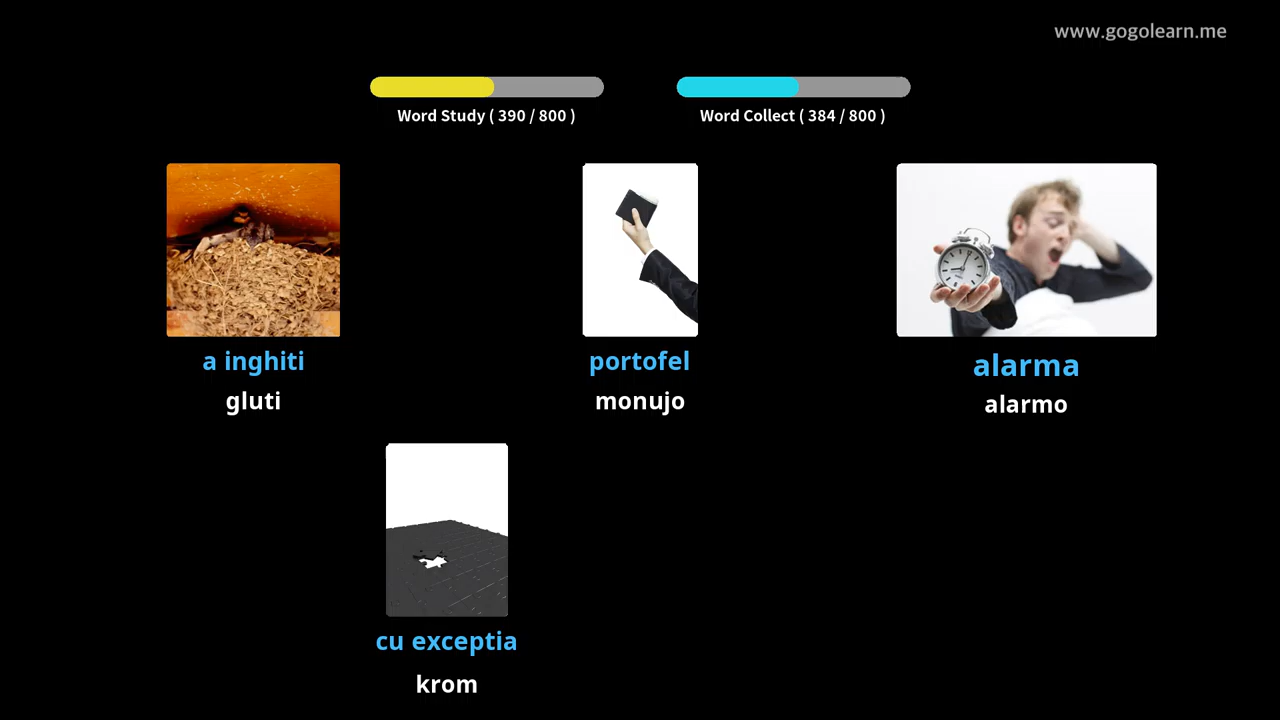 www.gogolearn.me
Word Study ( 390 / 800 )
Word Collect ( 384 / 800 )
a inghiti
gluti
portofel
monujo
alarma
alarmo
cu exceptia
krom